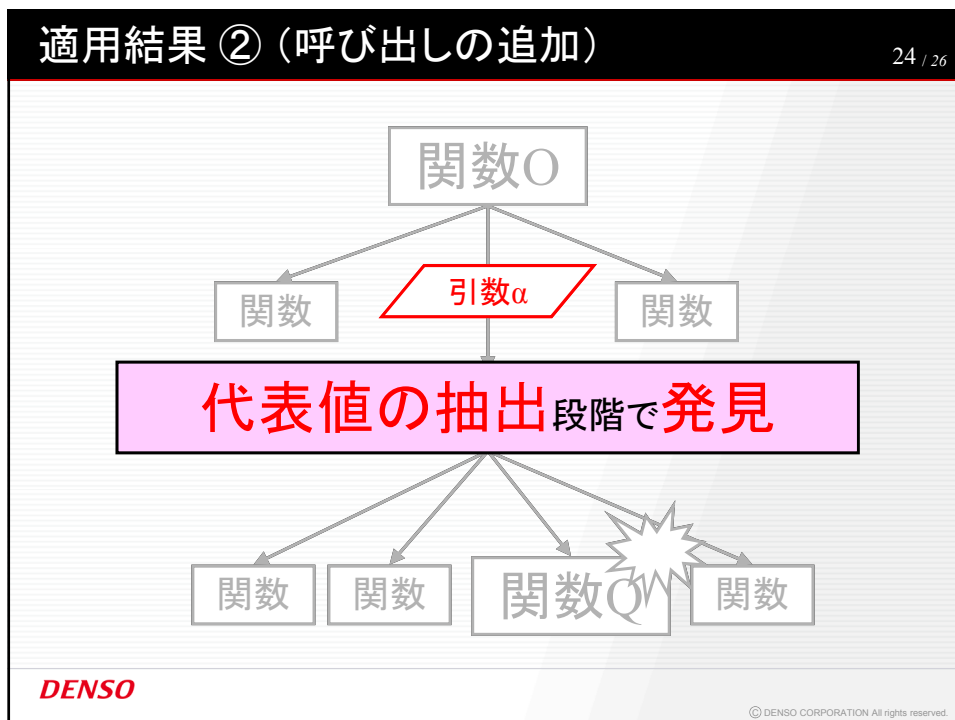 適用結果 ② （呼び出しの追加）
24 / 26
関数O
関数
引数α
関数
代表値の抽出段階で発見
関数
関数
関数Q
関数
DENSO
Ⓒ DENSO CORPORATION All rights reserved.